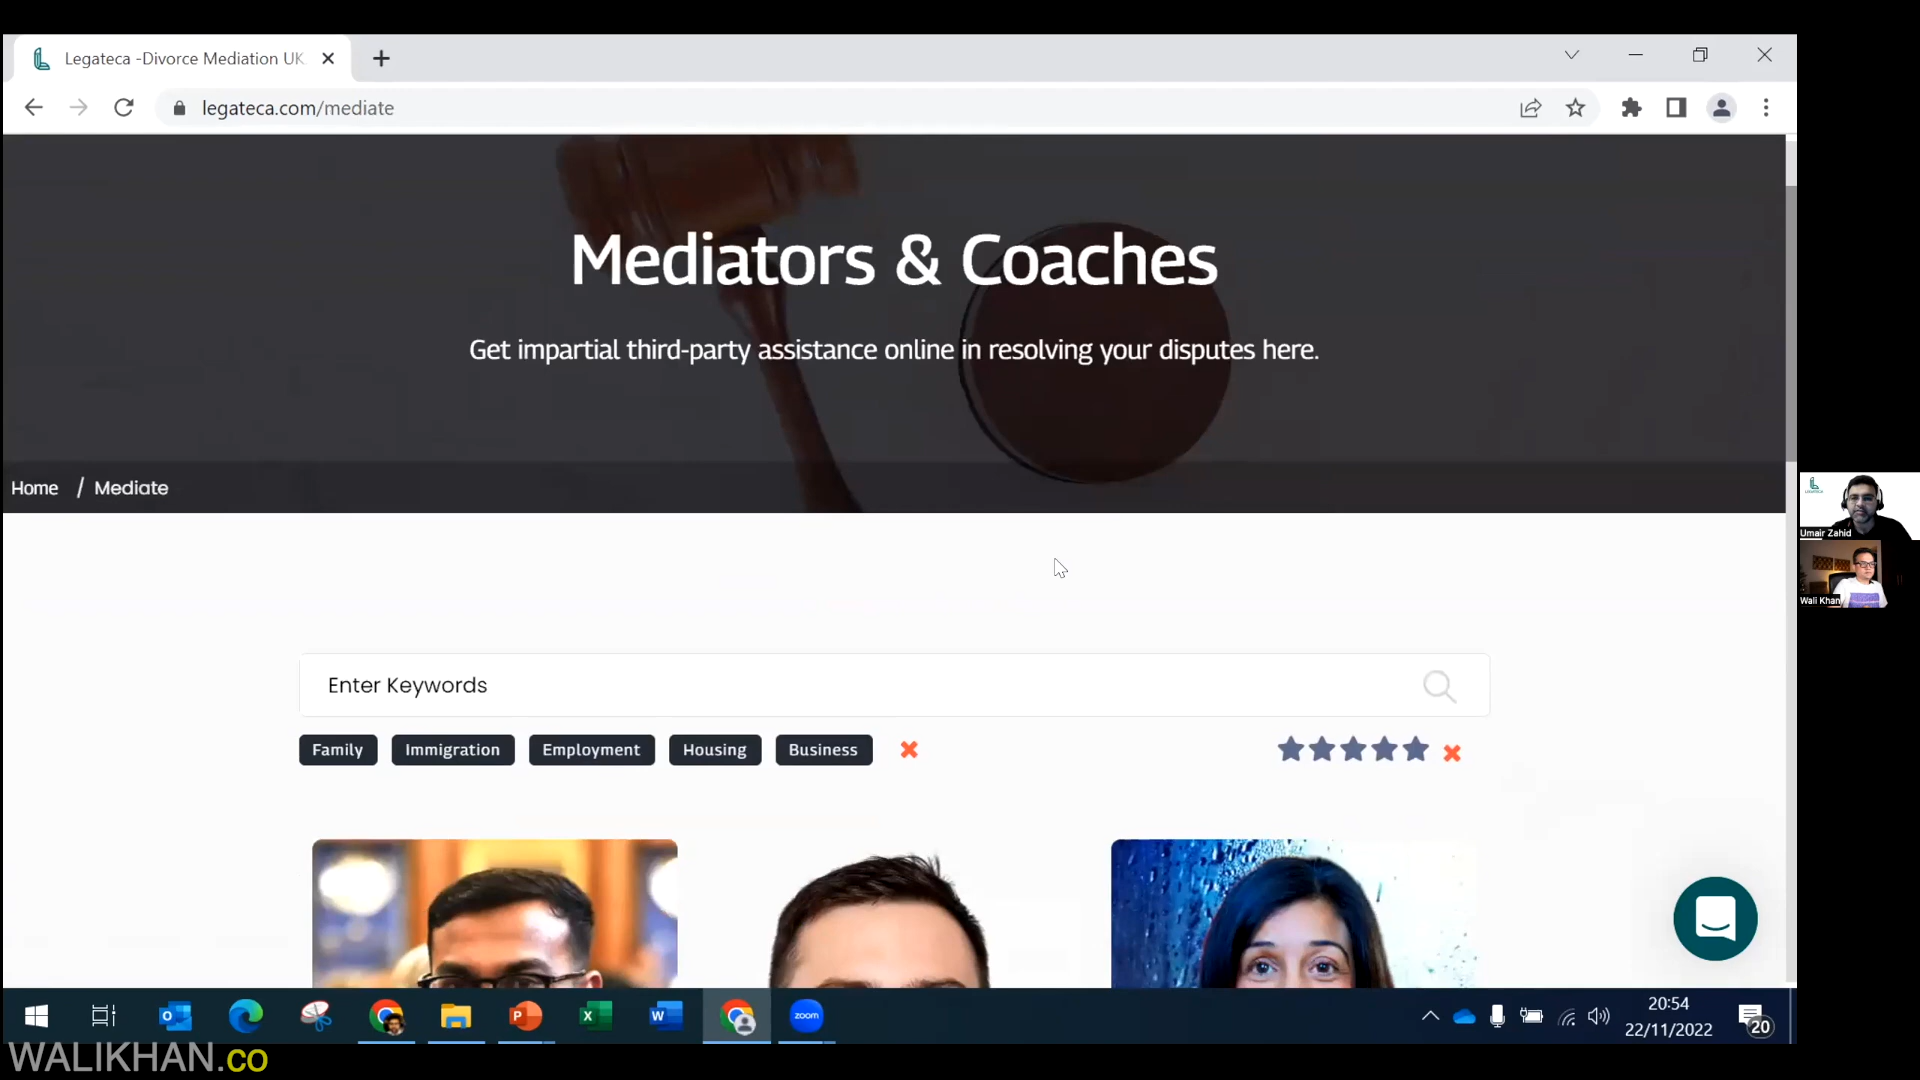 Legateca -Divorce Mediation UK
legateca.com/mediate
Mediators & Coaches
Get impartial third-party assistance online in resolving your disputes here.
Home / Mediate
Umair Zahid
Wali Khan
Enter Keywords
Family
Immigration
Employment
Housing
Business
zoom
20:54
22/11/2022
20
WALIKHAN.co